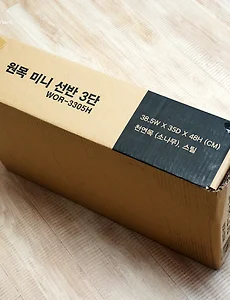 원목 미니 선반 3단
WOR-3305H
38.5W X 35D X 48H (CM)
천연목 (소나무), 스틸